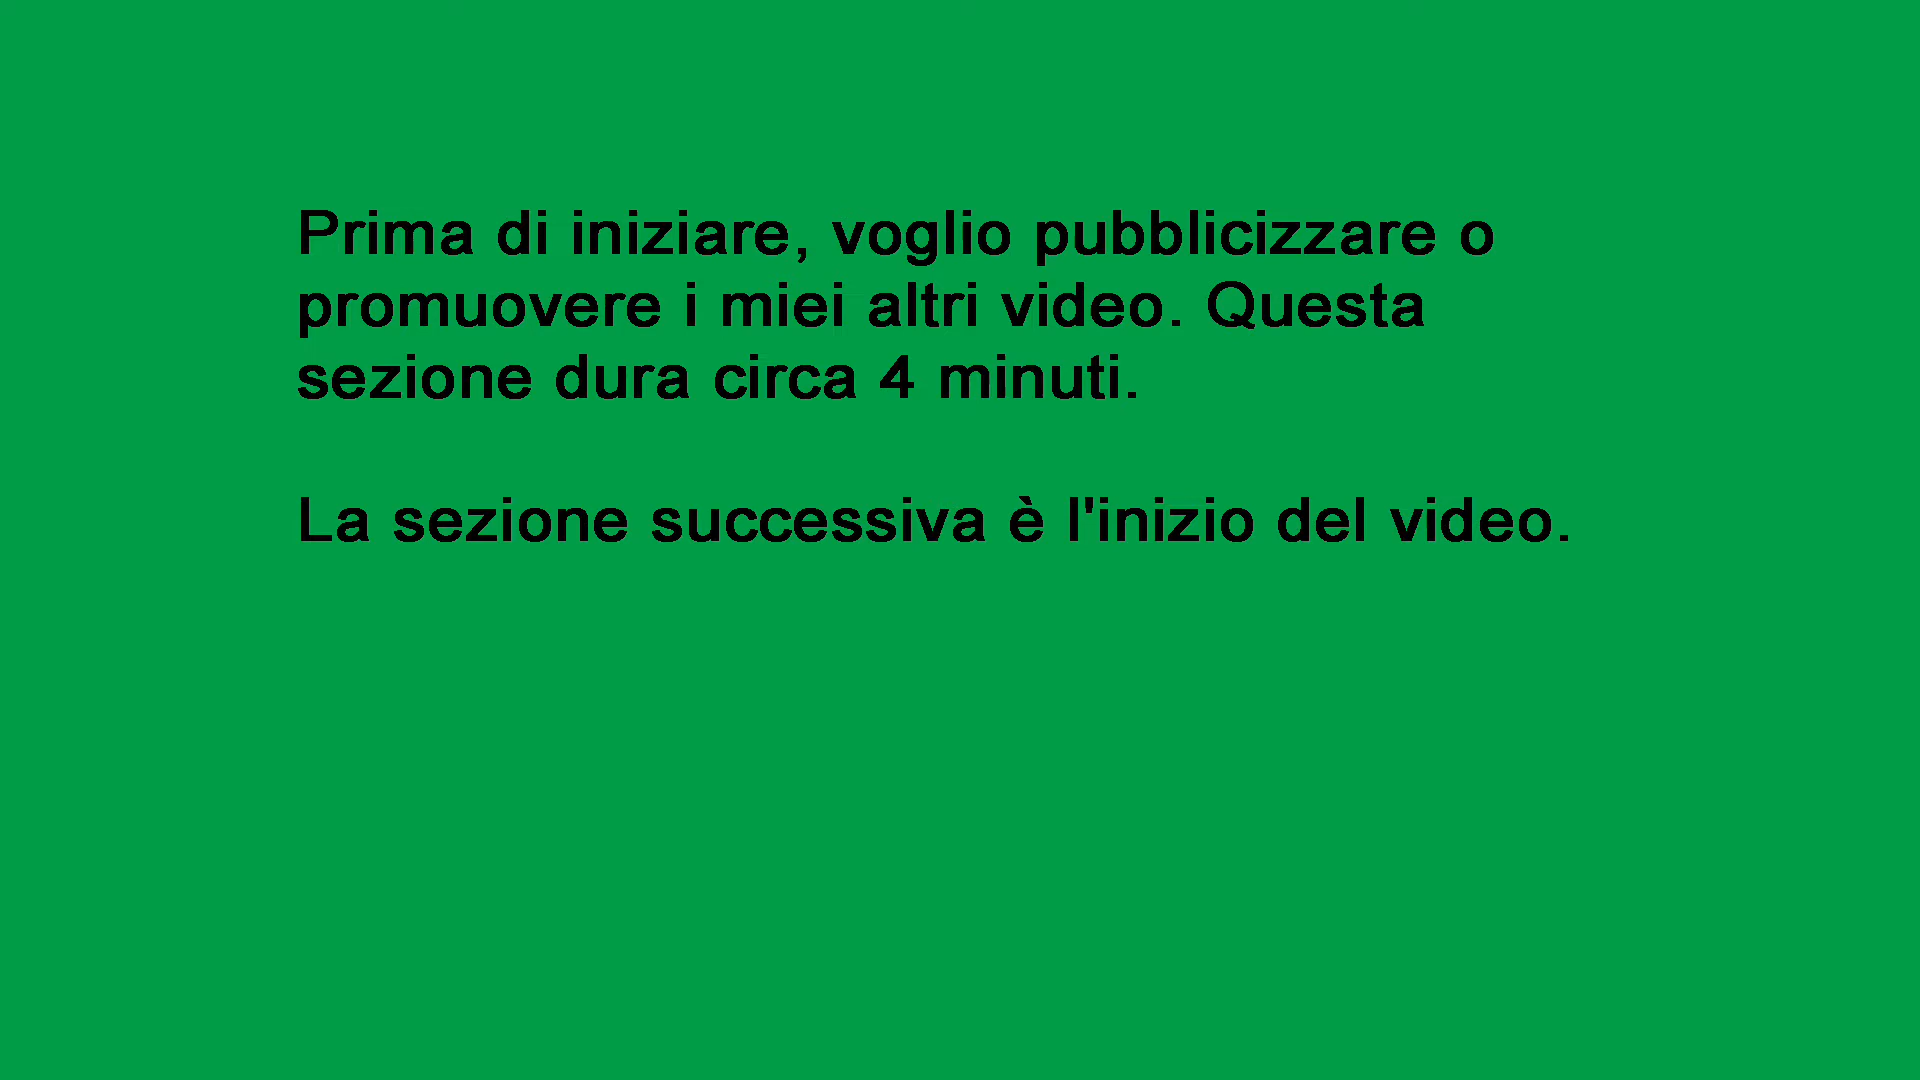 Prima di iniziare, voglio pubblicizzare o
promuovere i miei altri video. Questa
sezione dura circa 4 minuti.
La sezione successiva è l'inizio del video.